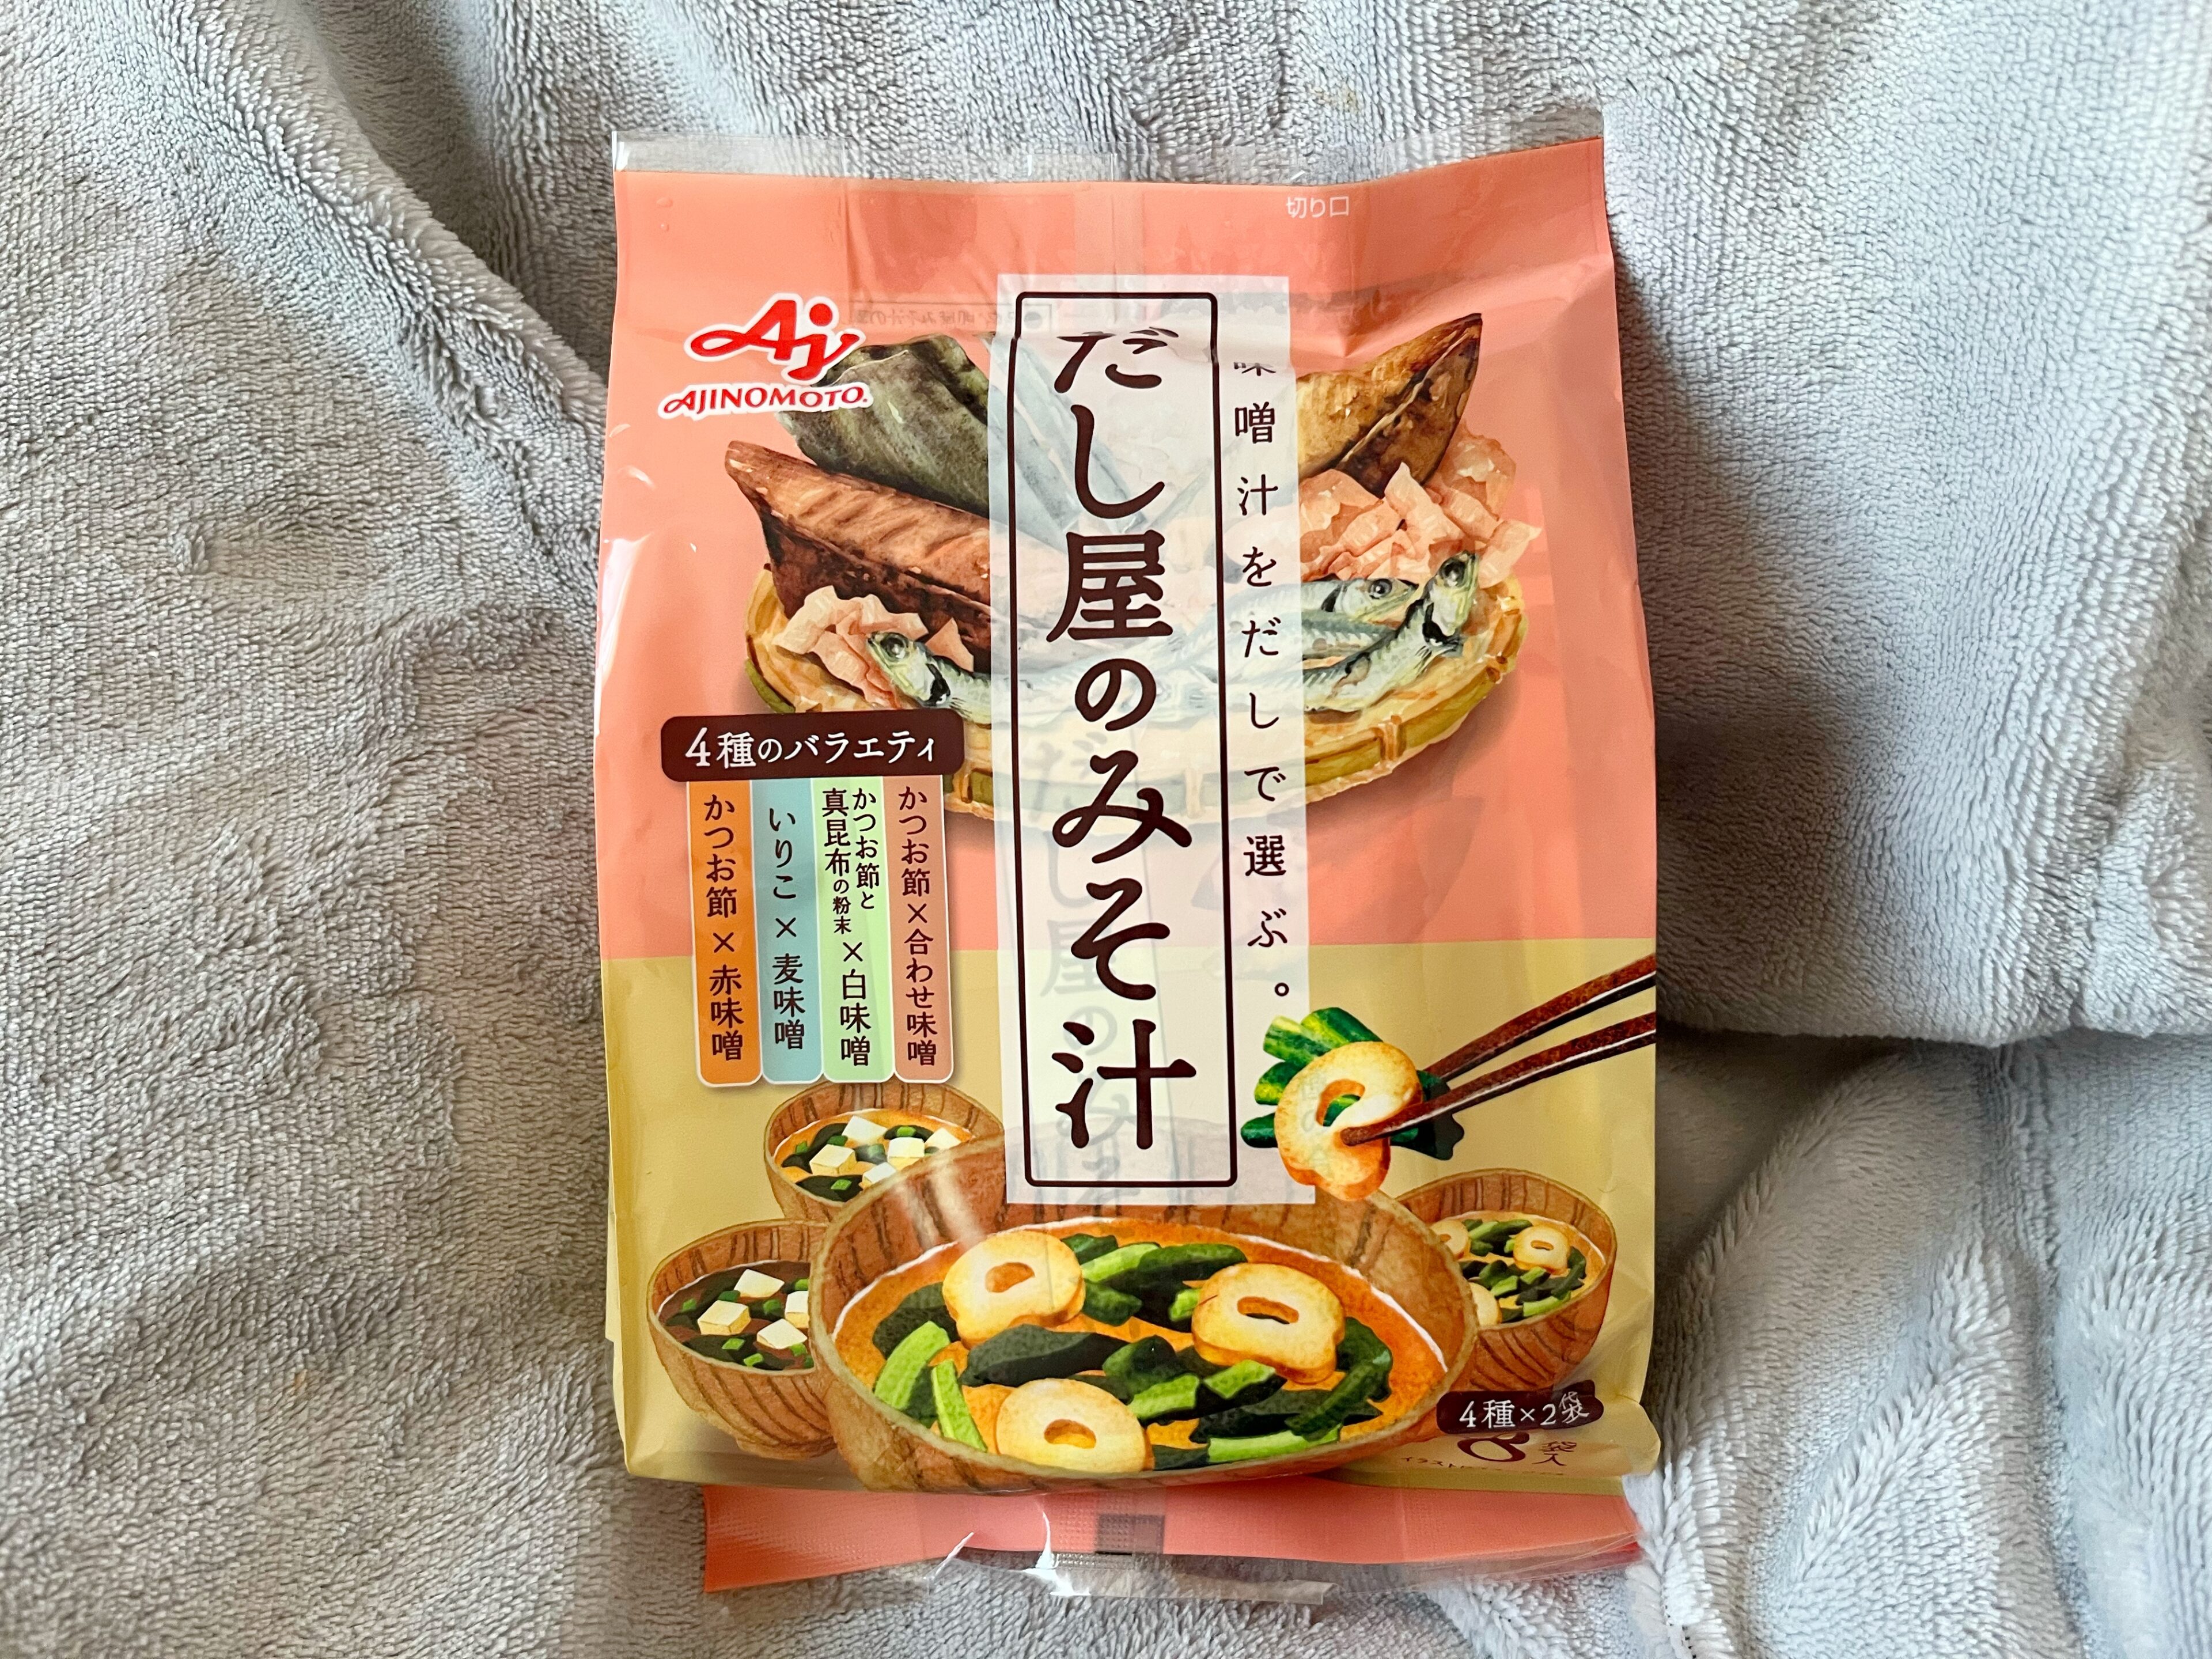 切り口
Aj
AJINOMOTO®
味噌汁をだしで選ぶ。
だし屋のみそ汁
4種のバラエティ
かつお節×合わせ味噌
かつお節と
真昆布の粉末×白味噌
いりこ×麦味噌
かつお節×赤味噌
4種×2袋
8袋入